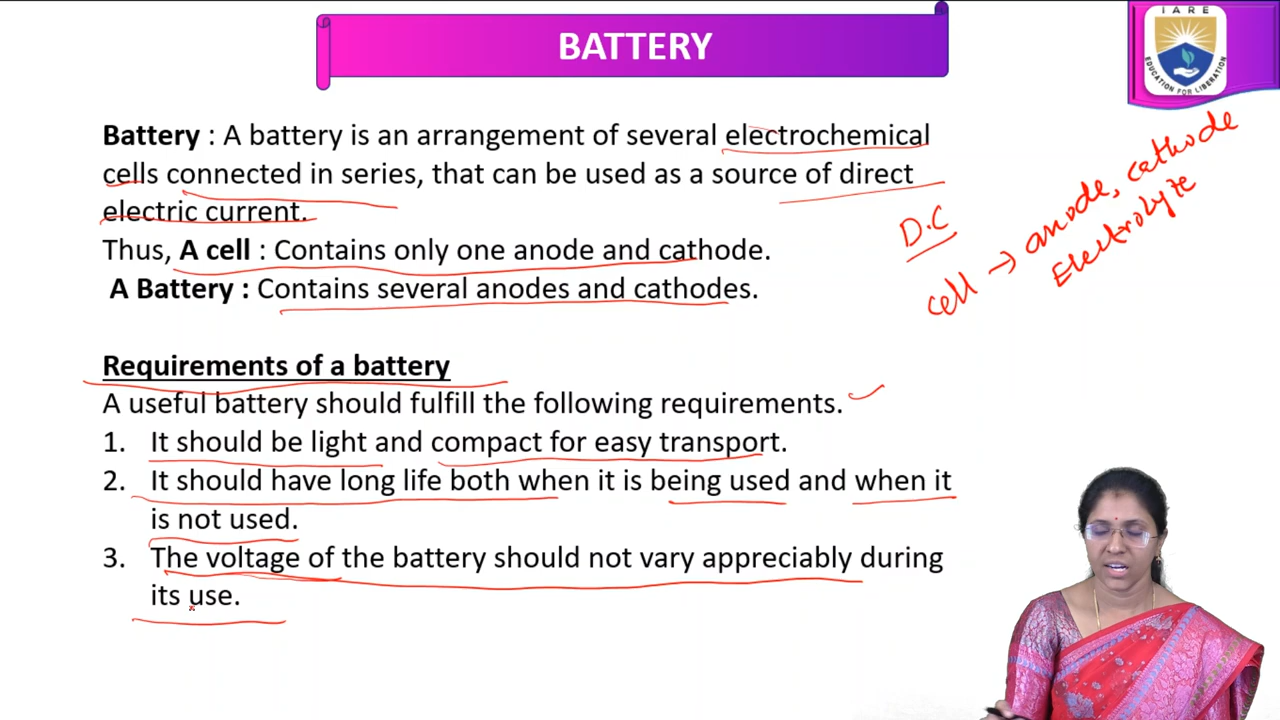 BATTERY
IARE
EDUCATION FOR LIBERATION
Battery : A battery is an arrangement of several electrochemical
cells connected in series, that can be used as a source of direct
electric current.
Thus, A cell : Contains only one anode and cathode.
A Battery : Contains several anodes and cathodes.
D.C
cell → anode, cathode
Electrolyte
Requirements of a battery
A useful battery should fulfill the following requirements.
1. It should be light and compact for easy transport.
2. It should have long life both when it is being used and when it
is not used.
3. The voltage of the battery should not vary appreciably during
its use.